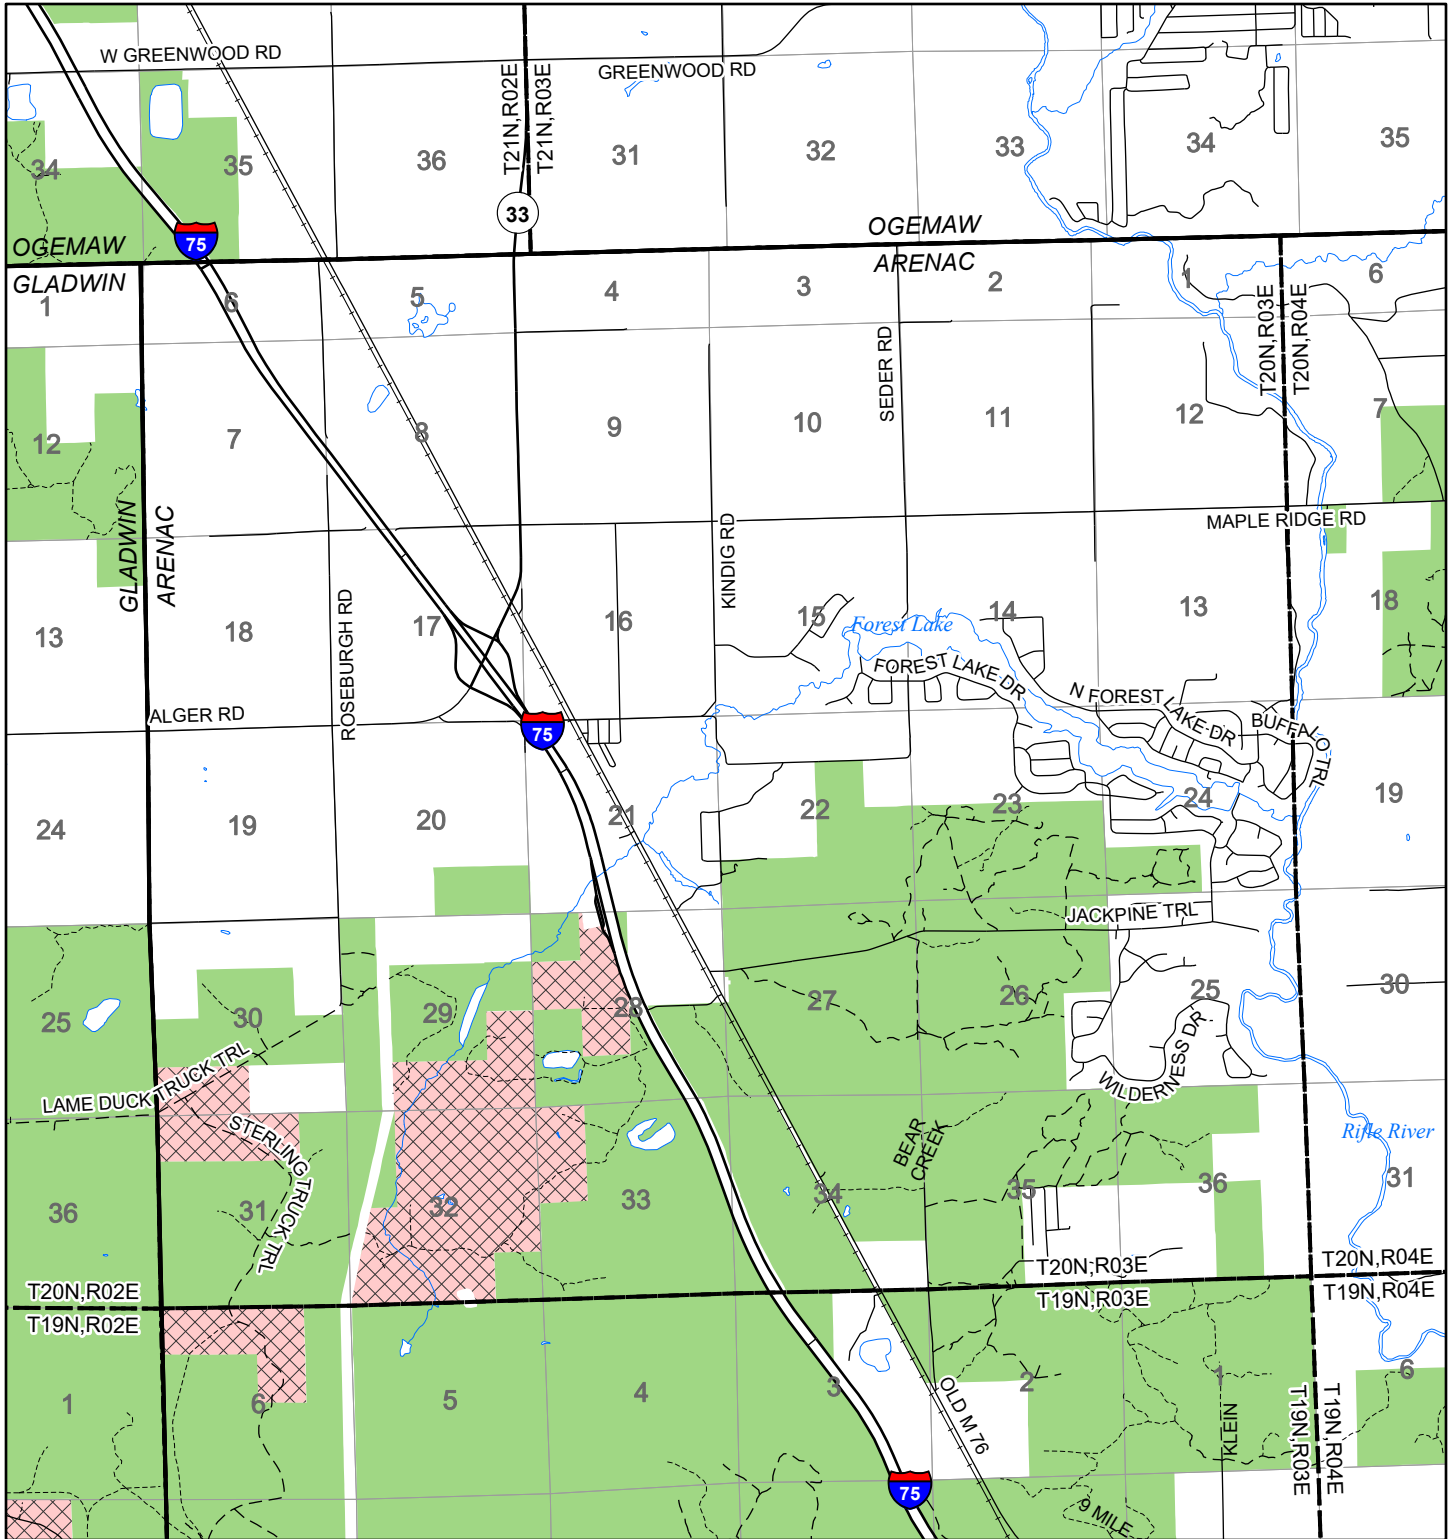 W GREENWOOD RD
GREENWOOD RD
T21N,R02E
T21N,R03E
34
35
36
31
32
33
34
35
33
75
OGEMAW
GLADWIN
OGEMAW
ARENAC
1
6
5
4
3
2
1
6
T20N,R03E
T20N,R04E
SEDER RD
12
7
8
9
10
11
12
7
GLADWIN
ARENAC
MAPLE RIDGE RD
KINDIG RD
ROSEBURGH RD
13
18
17
16
15
14
13
18
Forest Lake
FOREST LAKE DR
N FOREST LAKE DR
BUFFALO TRL
ALGER RD
75
24
19
20
21
22
23
24
19
JACKPINE TRL
25
30
29
28
27
26
25
30
LAME DUCK TRUCK TRL
WILDERNESS DR
STERLING TRUCK TRL
BEAR CREEK
Rifle River
36
31
32
33
34
35
36
31
T20N,R02E
T19N,R02E
T20N,R03E
T19N,R03E
T20N,R04E
T19N,R04E
1
6
5
4
3
2
1
6
OLD M 76
KLEIN
T19N,R03E
T19N,R04E
75
9 MILE